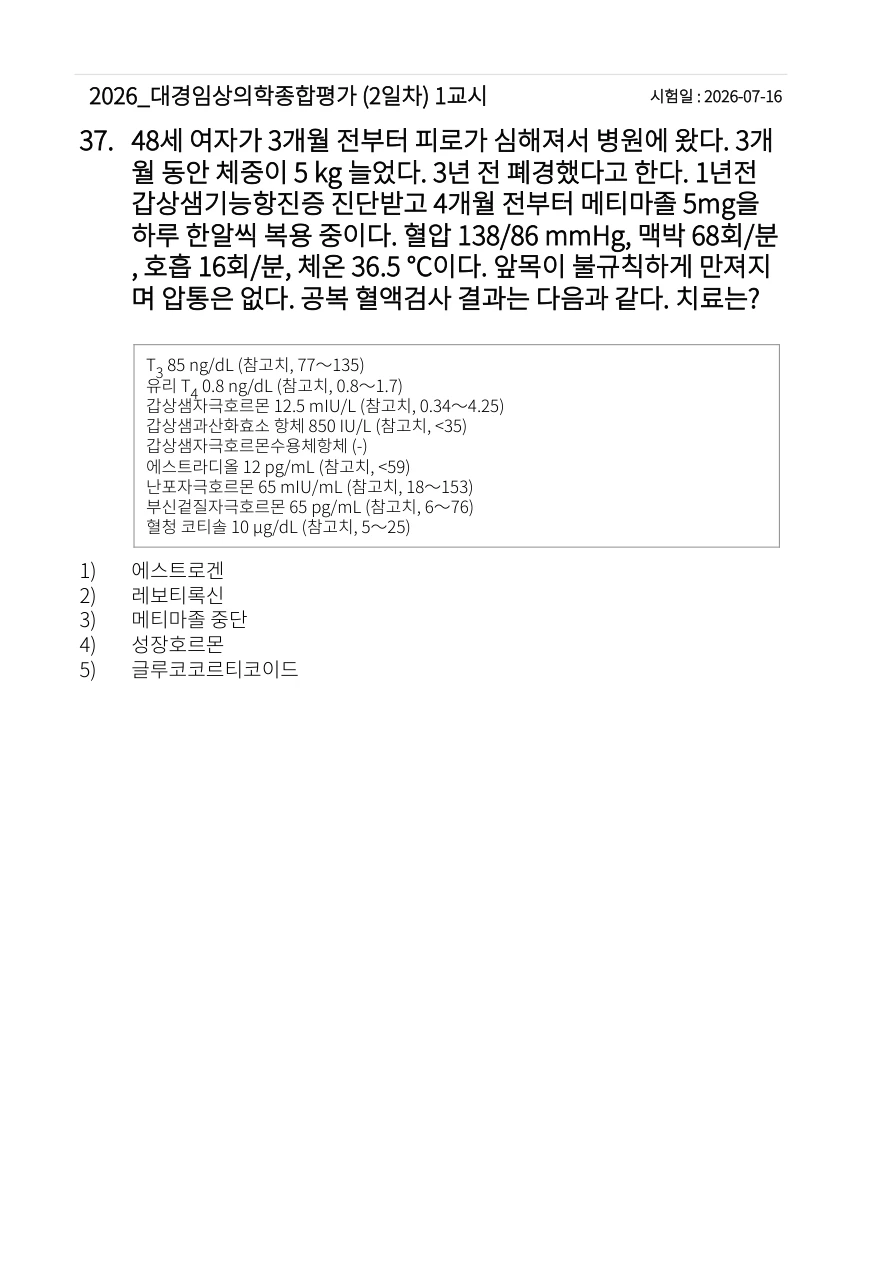 2026_대경임상의학종합평가 (2일차) 1교시
시험일 : 2026-07-16
37. 48세 여자가 3개월 전부터 피로가 심해져서 병원에 왔다. 3개
월 동안 체중이 5 kg 늘었다. 3년 전 폐경했다고 한다. 1년전
갑상샘기능항진증 진단받고 4개월 전부터 메티마졸 5mg을
하루 한알씩 복용 중이다. 혈압 138/86 mmHg, 맥박 68회/분
, 호흡 16회/분, 체온 36.5 ℃이다. 앞목이 불규칙하게 만져지
며 압통은 없다. 공복 혈액검사 결과는 다음과 같다. 치료는?
T3 85 ng/dL (참고치, 77～135)
유리 T4 0.8 ng/dL (참고치, 0.8～1.7)
갑상샘자극호르몬 12.5 mIU/L (참고치, 0.34～4.25)
갑상샘과산화효소 항체 850 IU/L (참고치, <35)
갑상샘자극호르몬수용체항체 (-)
에스트라디올 12 pg/mL (참고치, <59)
난포자극호르몬 65 mIU/mL (참고치, 18～153)
부신겉질자극호르몬 65 pg/mL (참고치, 6～76)
혈청 코티솔 10 μg/dL (참고치, 5～25)
1) 에스트로겐
2) 레보티록신
3) 메티마졸 중단
4) 성장호르몬
5) 글루코코르티코이드